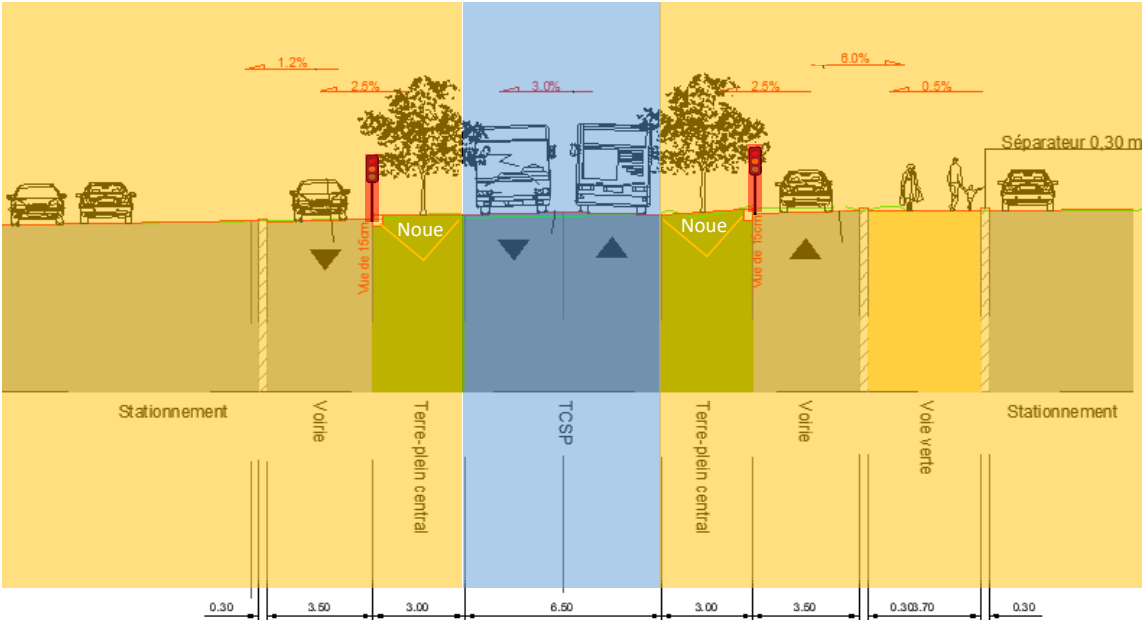 1.2%
6.0%
2.5%
3.0%
2.5%
0.5%
Séparateur 0,30 m
Noue
Noue
Vue de 15cm
Vue de 15cm
Stationnement
Voirie
Terre-plein central
TCSP
Terre-plein central
Voirie
Voie verte
Stationnement
0.30
3.50
3.00
6.50
3.00
3.50
0.30
3.70
0.30